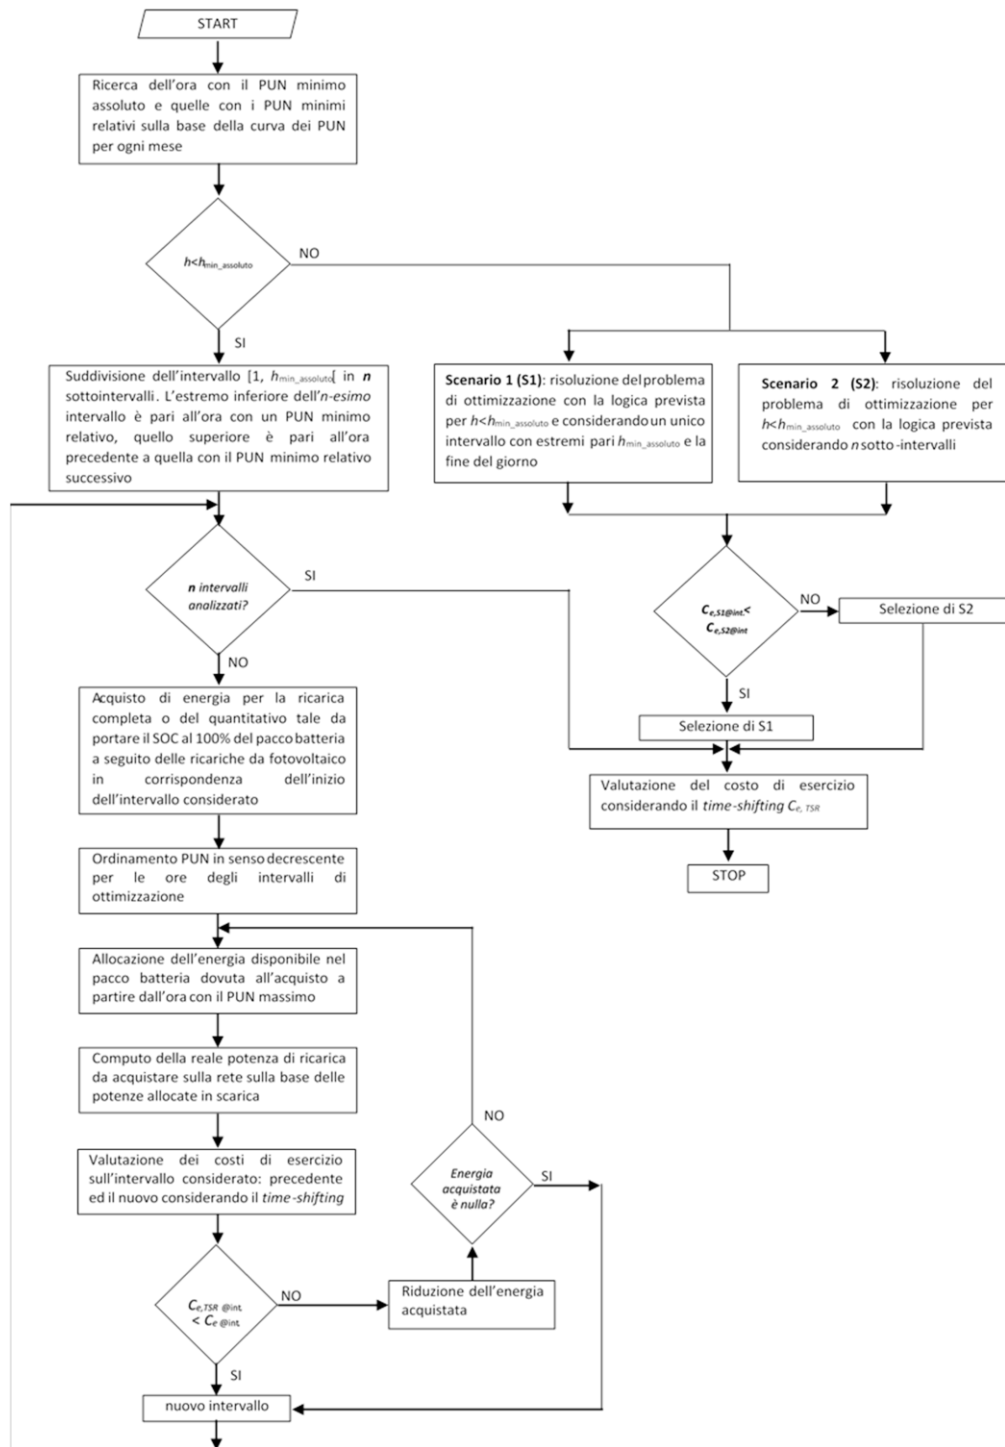 START
Ricerca dell'ora con il PUN minimo
assoluto e quelle con i PUN minimi
relativi sulla base della curva dei PUN
per ogni mese
h<hmin_assoluto
NO
SI
Suddivisione dell'intervallo [1, hmin_assoluto[ in n
sottointervalli. L'estremo inferiore dell'n-esimo
intervallo è pari all'ora con un PUN minimo
relativo, quello superiore è pari all'ora
precedente a quella con il PUN minimo relativo
successivo
Scenario 1 (S1): risoluzione del problema
di ottimizzazione con la logica prevista
per h<hmin_assoluto e considerando un unico
intervallo con estremi pari hmin_assoluto e la
fine del giorno
Scenario 2 (S2): risoluzione del
problema di ottimizzazione per
h<hmin_assoluto con la logica prevista
considerando n sotto-intervalli
n intervalli
analizzati?
SI
NO
Ce,S1@int.<
Ce,S2@int
NO
Selezione di S2
SI
Selezione di S1
Acquisto di energia per la ricarica
completa o del quantitativo tale da
portare il SOC al 100% del pacco batteria
a seguito delle ricariche da fotovoltaico
in corrispondenza dell'inizio
dell'intervallo considerato
Valutazione del costo di esercizio
considerando il time-shifting Ce, TSR
STOP
Ordinamento PUN in senso decrescente
per le ore degli intervalli di
ottimizzazione
Allocazione dell'energia disponibile nel
pacco batteria dovuta all'acquisto a
partire dall'ora con il PUN massimo
Computo della reale potenza di ricarica
da acquistare sulla rete sulla base delle
potenze allocate in scarica
Valutazione dei costi di esercizio
sull'intervallo considerato: precedente
ed il nuovo considerando il time-shifting
NO
Energia
acquistata
è nulla?
SI
Ce,TSR @int.
< Ce @int.
NO
Riduzione dell'energia
acquistata
SI
nuovo intervallo